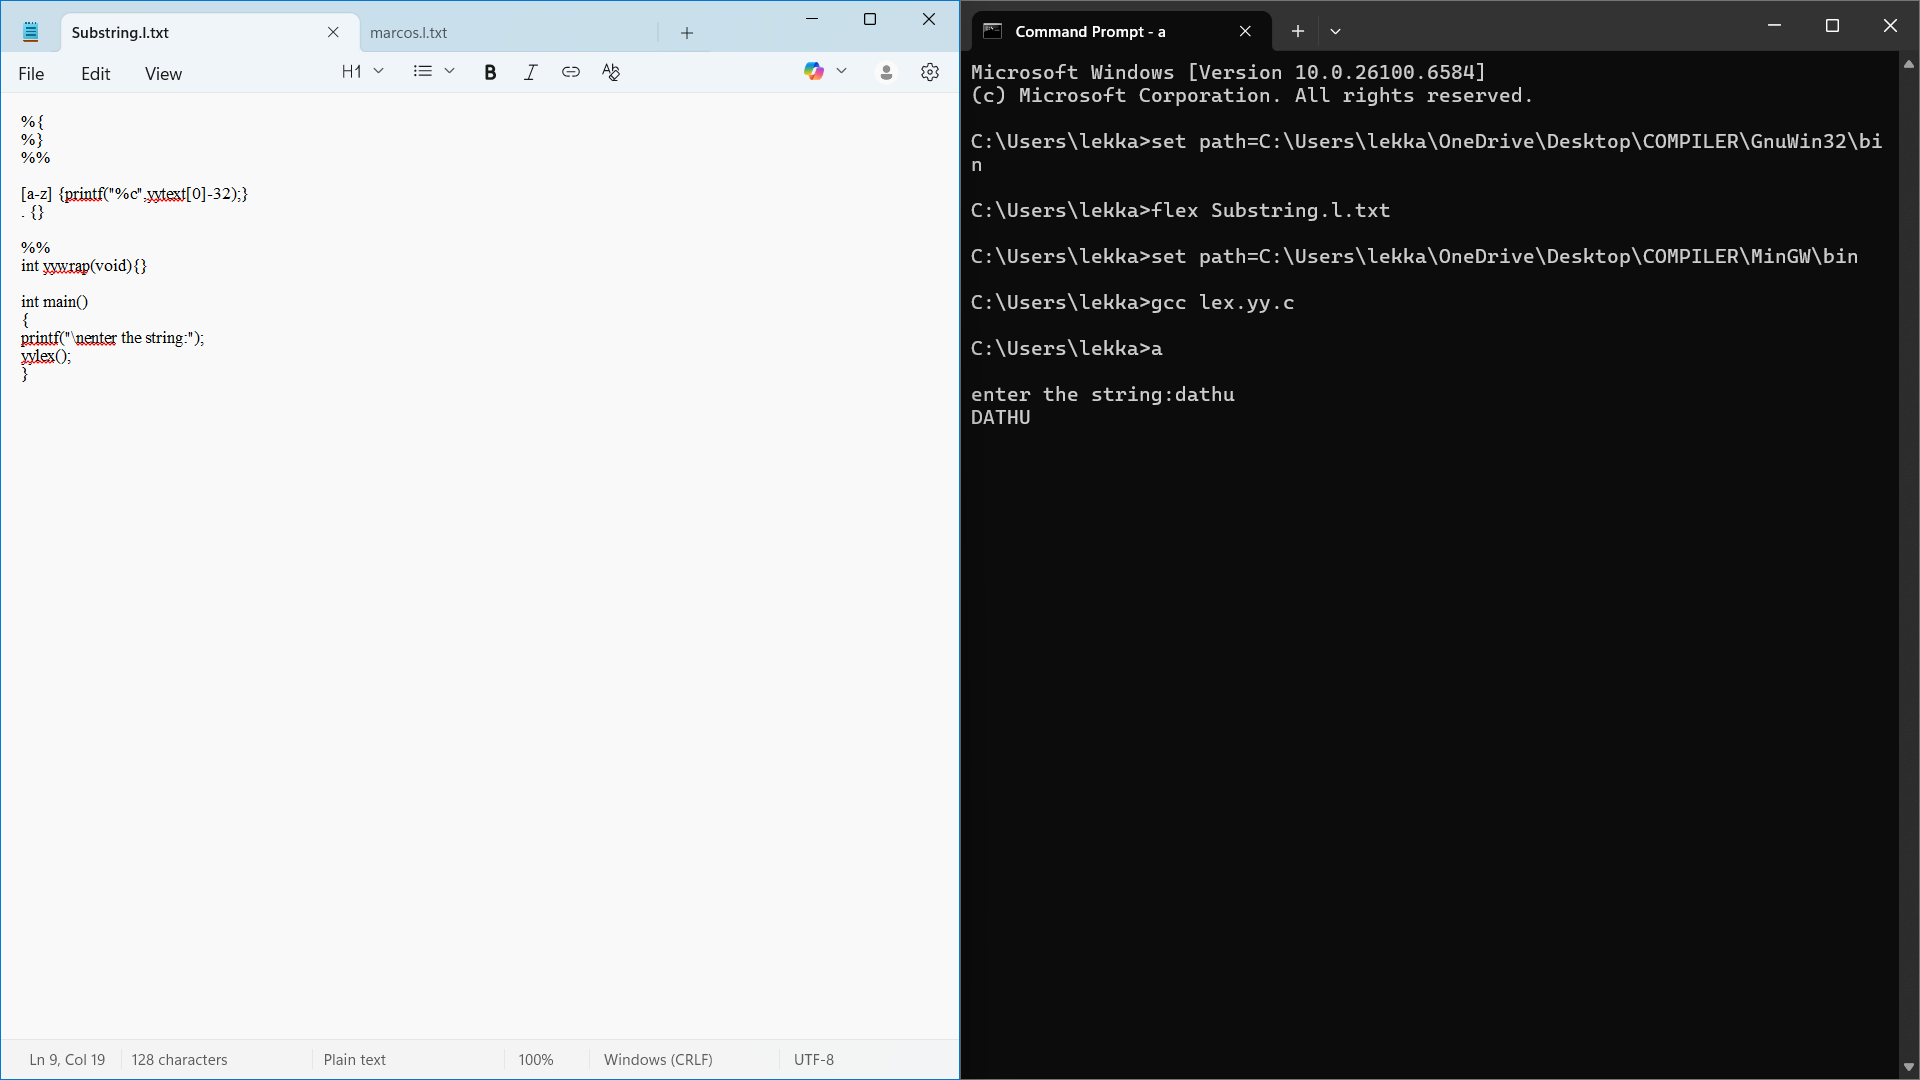 Substring.l.txt
marcos.l.txt
File Edit View H1
%{
%}
%%
[a-z] {printf("%c",yytext[0]-32);}
. {}
%%
int yywrap(void){}
int main()
{
printf("\nenter the string:");
yylex();
}
Ln 9, Col 19 128 characters Plain text 100% Windows (CRLF) UTF-8
Command Prompt - a
Microsoft Windows [Version 10.0.26100.6584]
(c) Microsoft Corporation. All rights reserved.
C:\Users\lekka>set path=C:\Users\lekka\OneDrive\Desktop\COMPILER\GnuWin32\bi
n
C:\Users\lekka>flex Substring.l.txt
C:\Users\lekka>set path=C:\Users\lekka\OneDrive\Desktop\COMPILER\MinGW\bin
C:\Users\lekka>gcc lex.yy.c
C:\Users\lekka>a
enter the string:dathu
DATHU